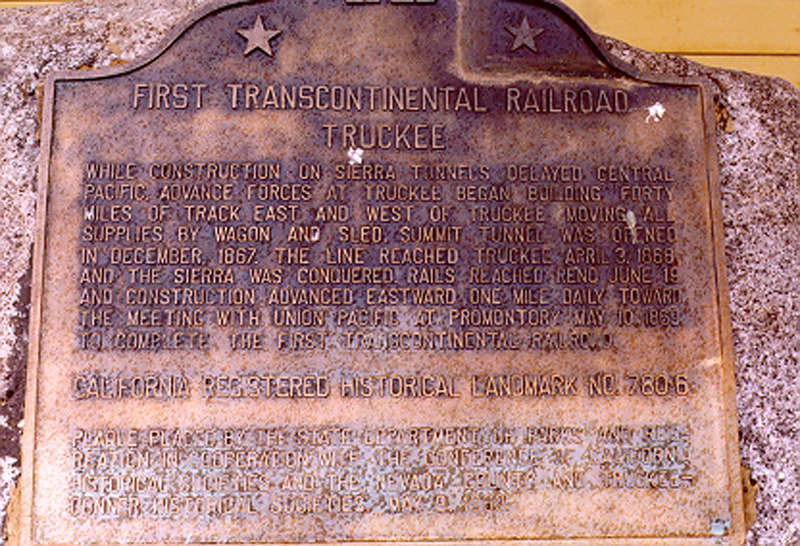 FIRST TRANSCONTINENTAL RAILROAD
TRUCKEE
WHILE CONSTRUCTION ON SIERRA TUNNELS DELAYED CENTRAL
PACIFIC, ADVANCE FORCES AT TRUCKEE BEGAN BUILDING FORTY
MILES OF TRACK EAST AND WEST OF TRUCKEE, MOVING ALL
SUPPLIES BY WAGON AND SLED. SUMMIT TUNNEL WAS OPENED
IN DECEMBER, 1867. THE LINE REACHED TRUCKEE APRIL 3, 1868,
AND THE SIERRA WAS CONQUERED. RAILS REACHED RENO JUNE 19
AND CONSTRUCTION ADVANCED EASTWARD ONE MILE DAILY TOWARD
THE MEETING WITH UNION PACIFIC AT PROMONTORY MAY 10, 1869
TO COMPLETE THE FIRST TRANSCONTINENTAL RAILROAD.
CALIFORNIA REGISTERED HISTORICAL LANDMARK NO. 780-6
PLAQUE PLACED BY THE STATE DEPARTMENT OF PARKS AND REC-
REATION IN COOPERATION WITH THE CONFERENCE OF CALIFORNIA
HISTORICAL SOCIETIES AND THE NEVADA COUNTY AND TRUCKEE-
DONNER HISTORICAL SOCIETIES, MAY 9,